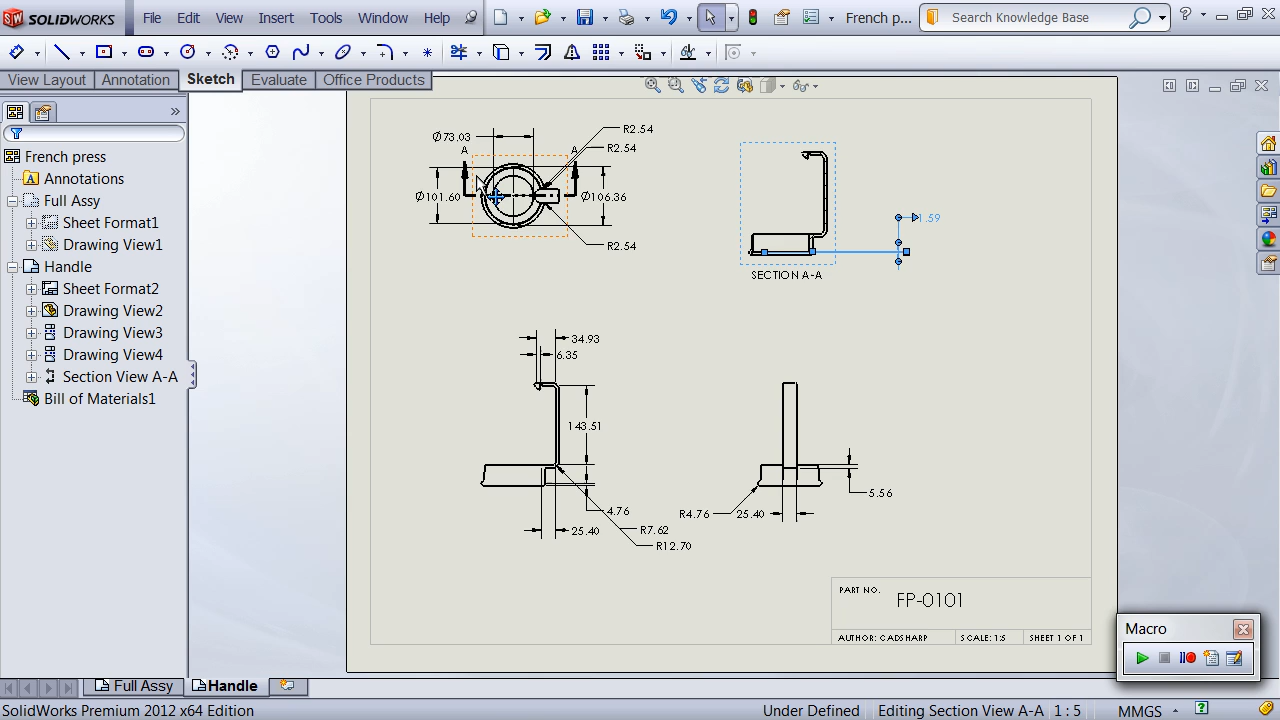 SOLIDWORKS File Edit View Insert Tools Window Help French p... Search Knowledge Base ?
View Layout Annotation Sketch Evaluate Office Products
French press
Annotations
Full Assy
Sheet Format1
Drawing View1
Handle
Sheet Format2
Drawing View2
Drawing View3
Drawing View4
Section View A-A
Bill of Materials1
Ø73.03
R2.54
R2.54
A A
Ø101.60
Ø106.36
R2.54
1.59
SECTION A-A
34.93
6.35
143.51
4.76
25.40
R7.62
R12.70
5.56
R4.76
25.40
PART NO.
FP-0101
AUTHOR: CADSHARP SCALE: 1:5 SHEET 1 OF 1
Macro
Full Assy Handle
SolidWorks Premium 2012 x64 Edition Under Defined Editing Section View A-A 1 : 5 MMGS ?